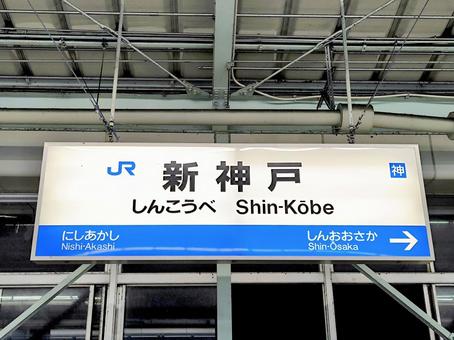 JR 新神戸 神
しんこうべ Shin-Kōbe
にしあかし しんおおさか →
Nishi-Akashi Shin-Osaka